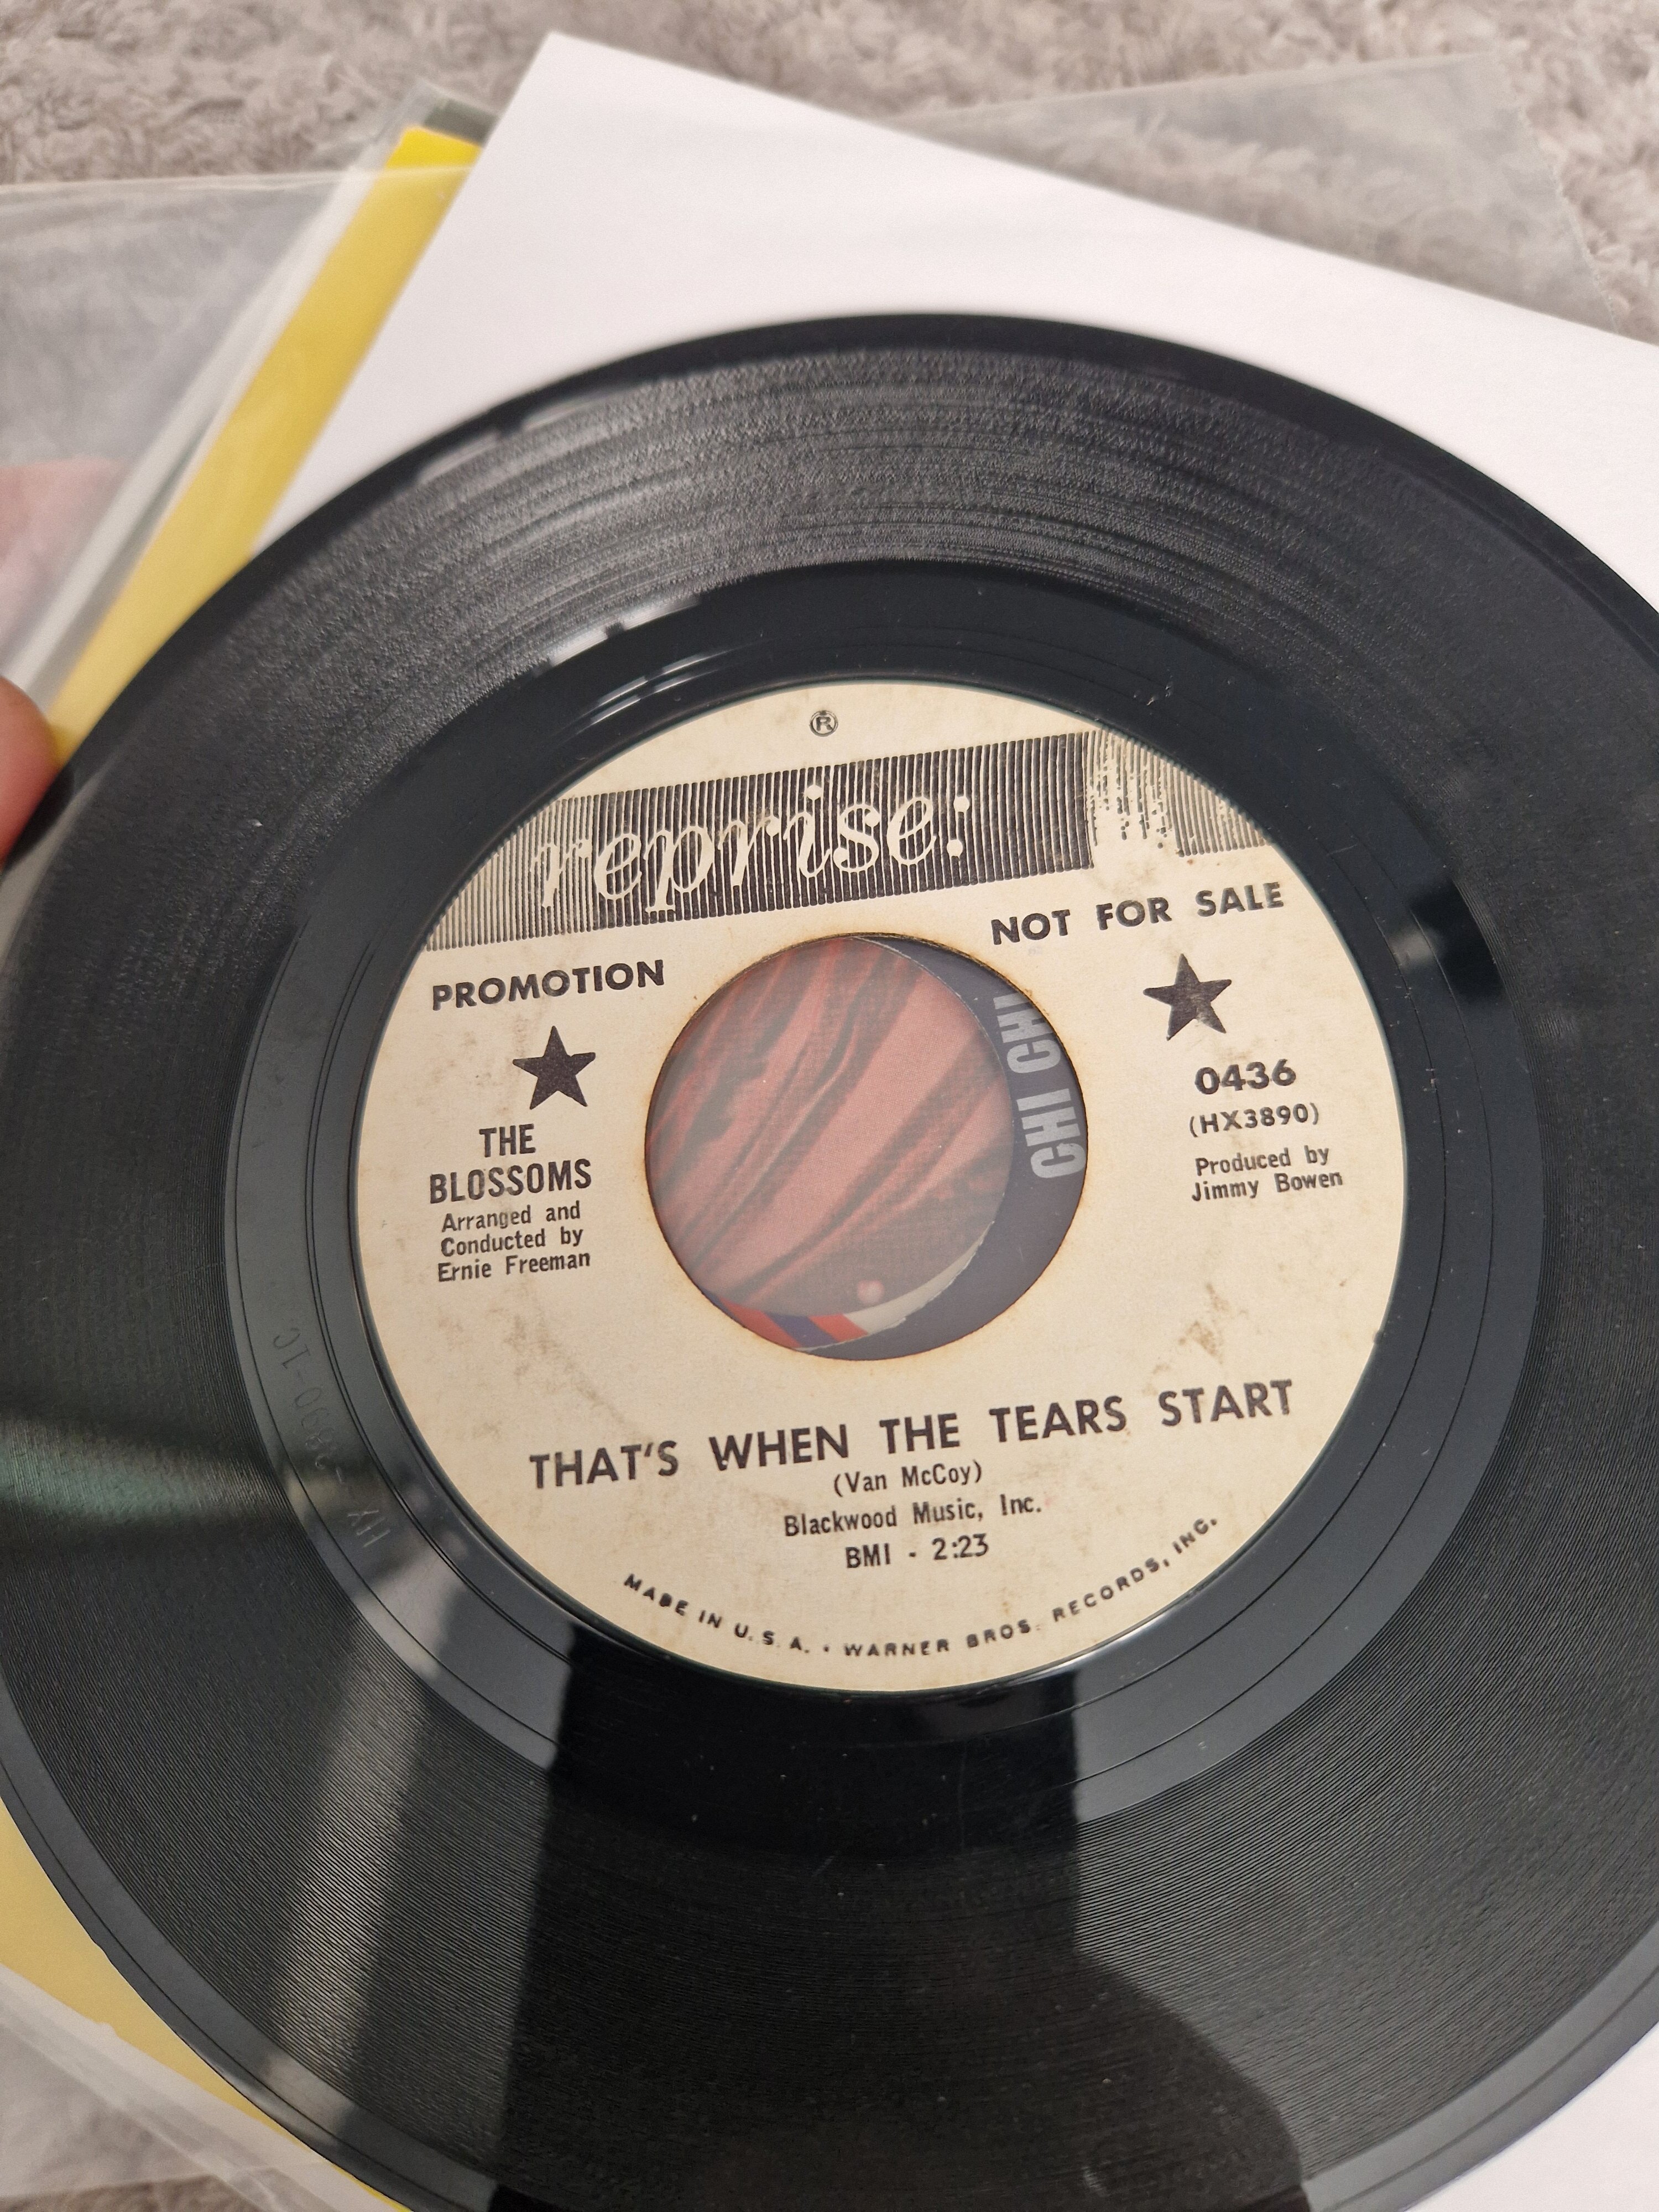 ®
reprise:
PROMOTION
NOT FOR SALE
THE
BLOSSOMS
Arranged and
Conducted by
Ernie Freeman
0436
(HX3890)
Produced by
Jimmy Bowen
CHI CHI
THAT'S WHEN THE TEARS START
(Van McCoy)
Blackwood Music, Inc.
BMI - 2:23
MADE IN U.S.A. • WARNER BROS. RECORDS, INC.